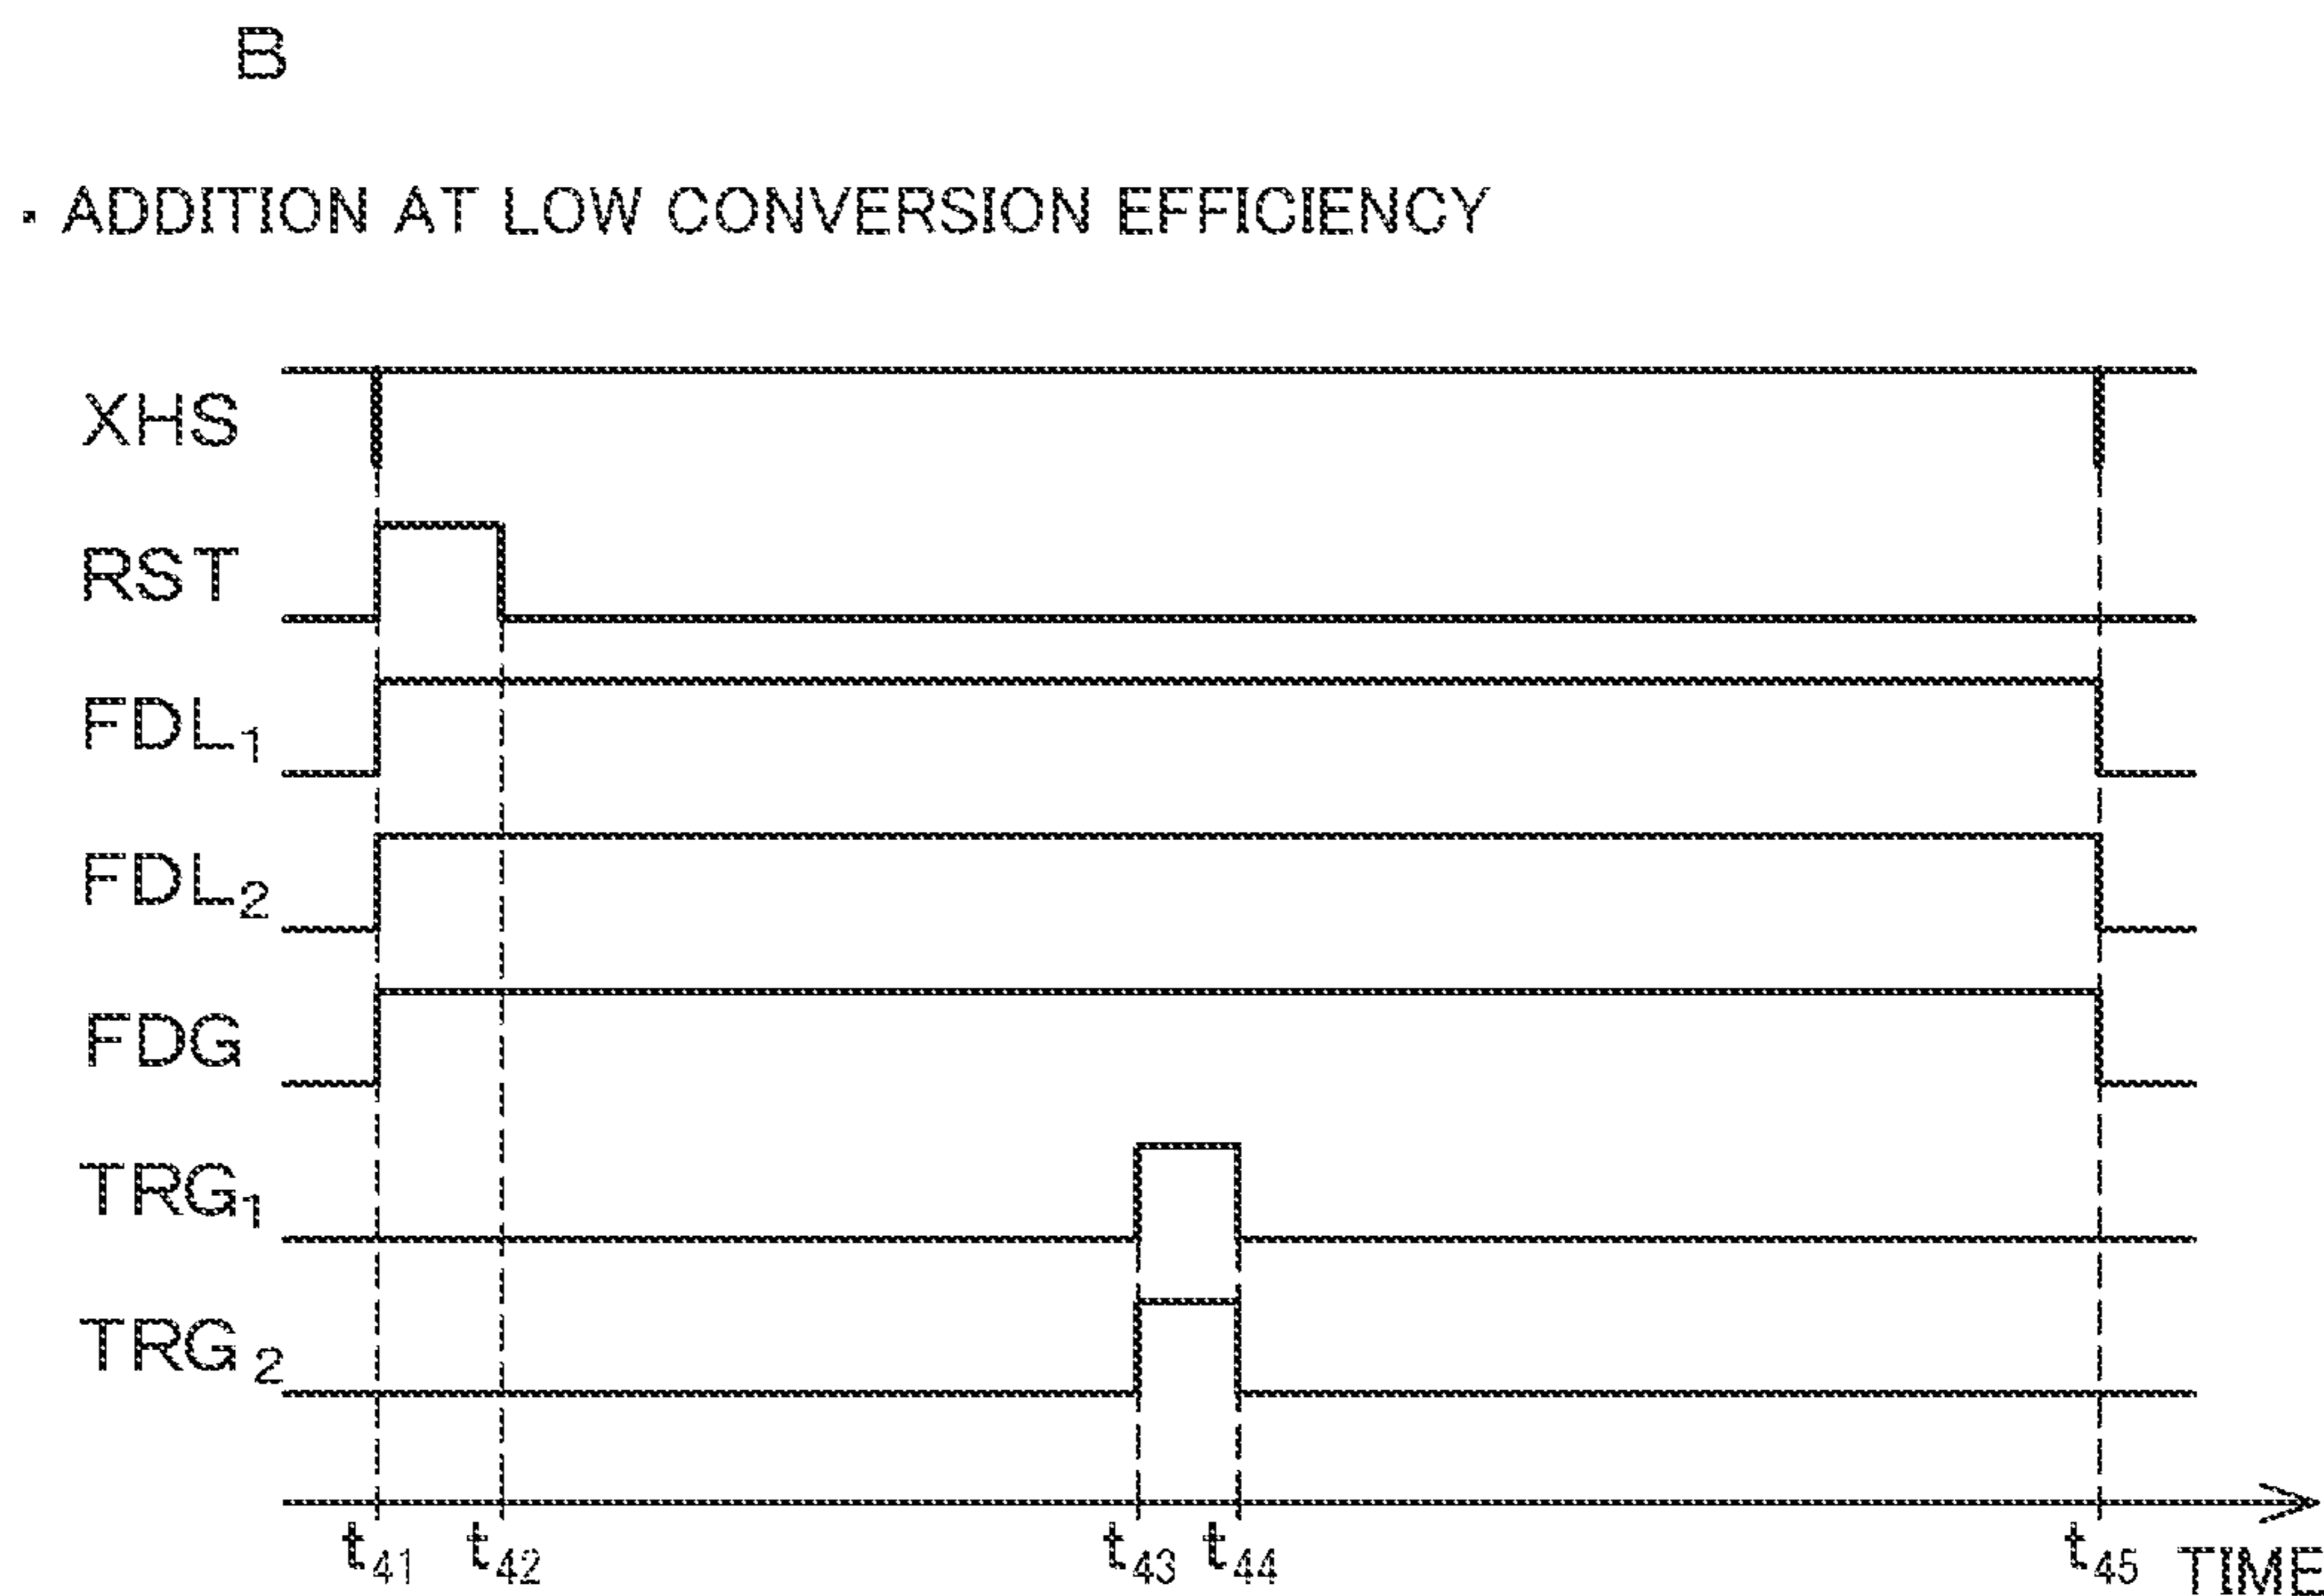 B
· ADDITION AT LOW CONVERSION EFFICIENCY
XHS
RST
FDL₁
FDL₂
FDG
TRG₁
TRG₂
t₄₁ t₄₂ t₄₃ t₄₄ t₄₅ TIME